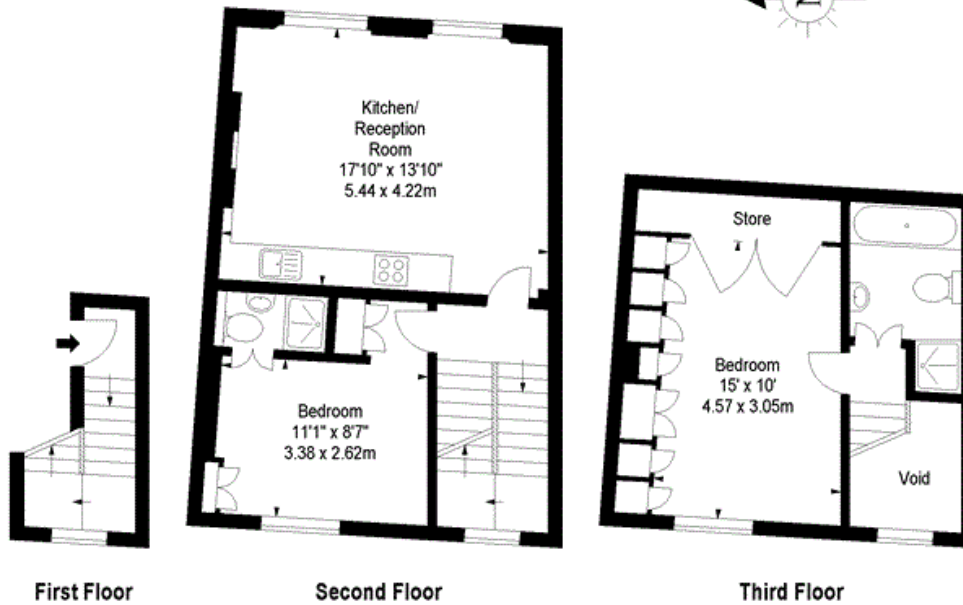 Kitchen/
Reception
Room
17'10" x 13'10"
5.44 x 4.22m
Bedroom
11'1" x 8'7"
3.38 x 2.62m
Store
Bedroom
15' x 10'
4.57 x 3.05m
Void
First Floor
Second Floor
Third Floor